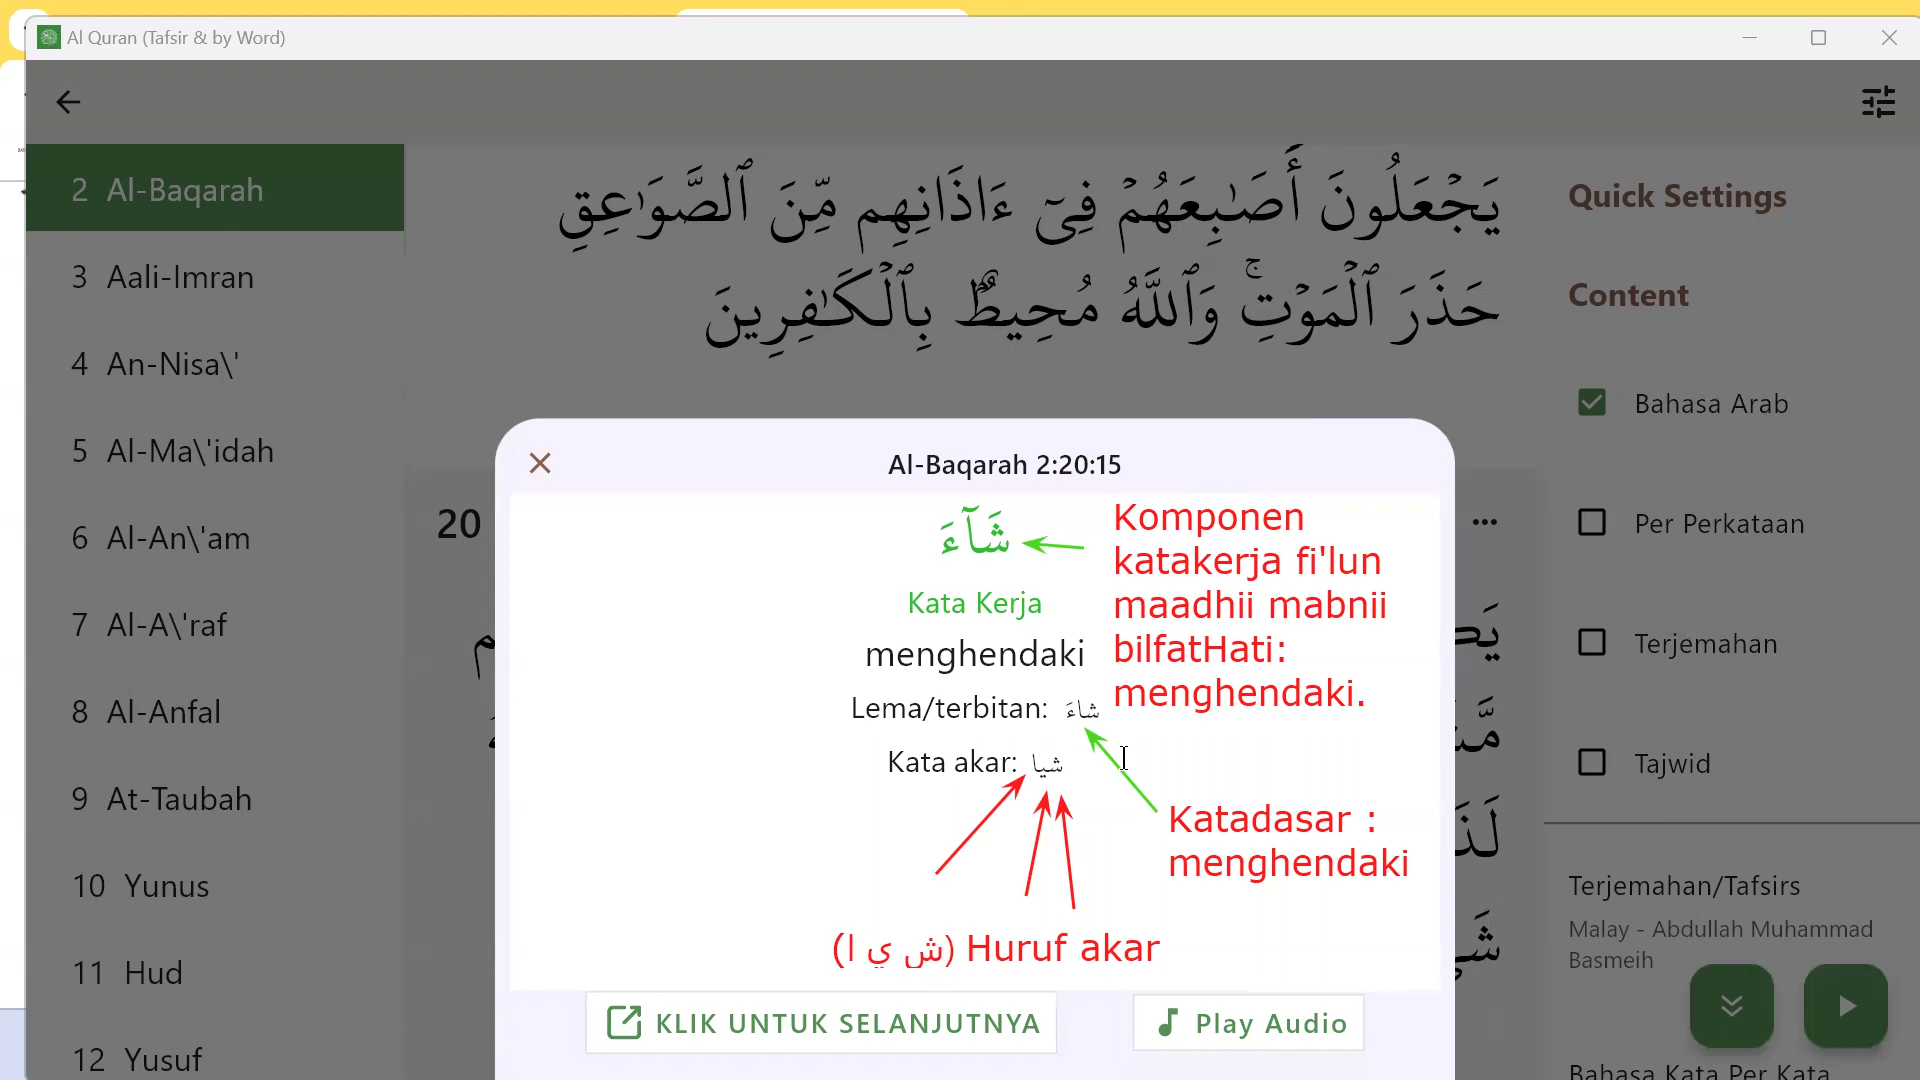 Al Quran (Tafsir & by Word)
2 Al-Baqarah
3 Aali-Imran
4 An-Nisa\'
5 Al-Ma\'idah
6 Al-An\'am
7 Al-A\'raf
8 Al-Anfal
9 At-Taubah
10 Yunus
11 Hud
12 Yusuf
يَجْعَلُونَ أَصَٰبِعَهُمْ فِىٓ ءَاذَانِهِم مِّنَ ٱلصَّوَٰعِقِ
حَذَرَ ٱلْمَوْتِ ۚ وَٱللَّهُ مُحِيطٌۢ بِٱلْكَٰفِرِينَ
20
Al-Baqarah 2:20:15
شَآءَ
Kata Kerja
menghendaki
Lema/terbitan: شاءَ
Kata akar: شيا
Komponen
katakerja fi'lun
maadhii mabnii
bilfatHati:
menghendaki.
Katadasar :
menghendaki
(ش ي ا) Huruf akar
KLIK UNTUK SELANJUTNYA
Play Audio
Quick Settings
Content
Bahasa Arab
Per Perkataan
Terjemahan
Tajwid
Terjemahan/Tafsirs
Malay - Abdullah Muhammad
Basmeih
Bahasa Kata Per Kata